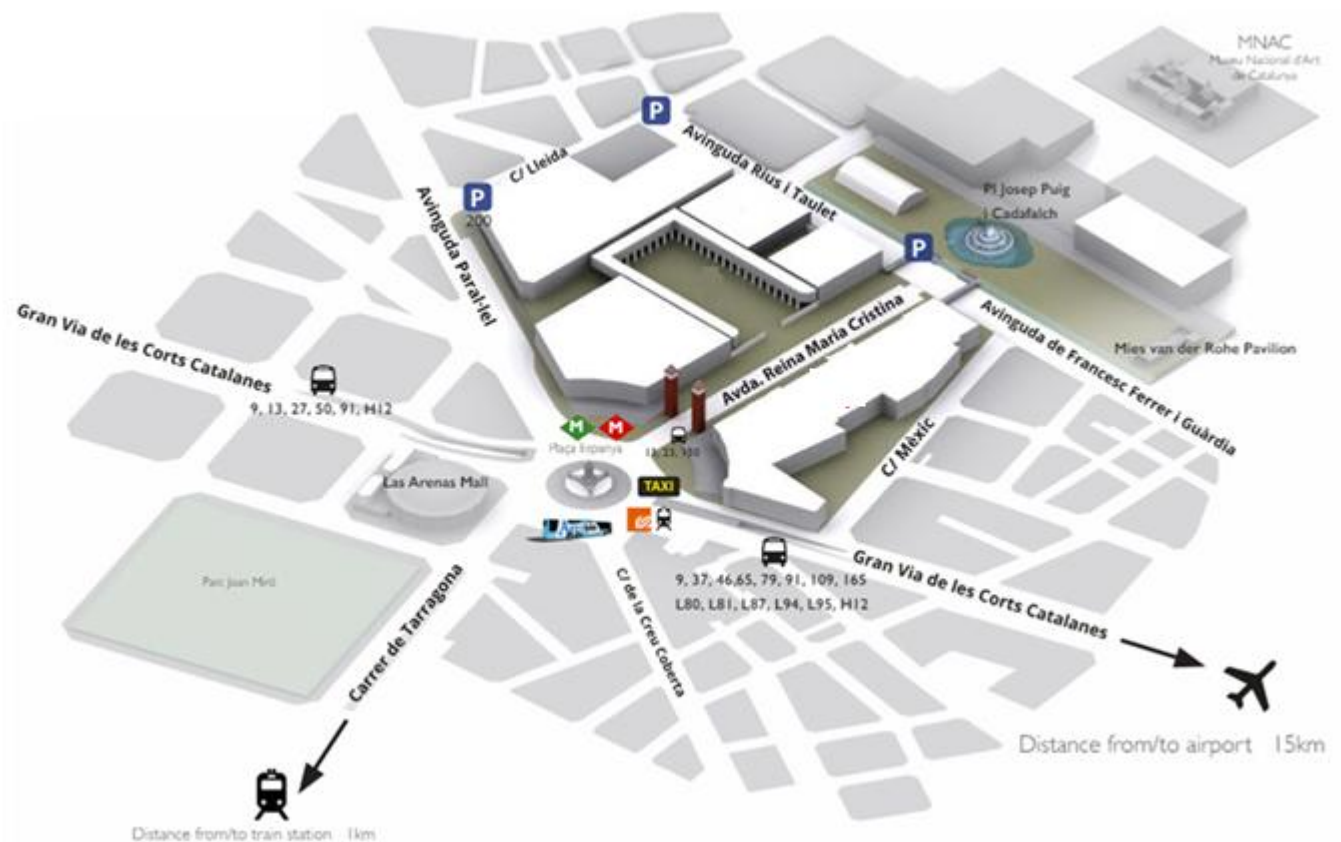 MNAC
Museu Nacional d'Art
de Catalunya
P
Avinguda Rius i Taulet
C/ Lleida
P
200
Avinguda Paral·lel
Pl Josep Puig
i Cadafalch
P
Gran Via de les Corts Catalanes
9, 13, 27, 50, 91, H12
Avda. Reina Maria Cristina
Avinguda de Francesc Ferrer i Guàrdia
Mies van der Rohe Pavilion
M
M
Plaça Espanya
13, 23, 150
C/ Mèxic
Las Arenas Mall
TAXI
Parc Joan Miró
Carrer de Tarragona
C/ de la Creu Coberta
9, 37, 46,65, 79, 91, 109, 165
L80, L81, L87, L94, L95, H12
Gran Via de les Corts Catalanes
Distance from/to airport 15km
Distance from/to train station 1km